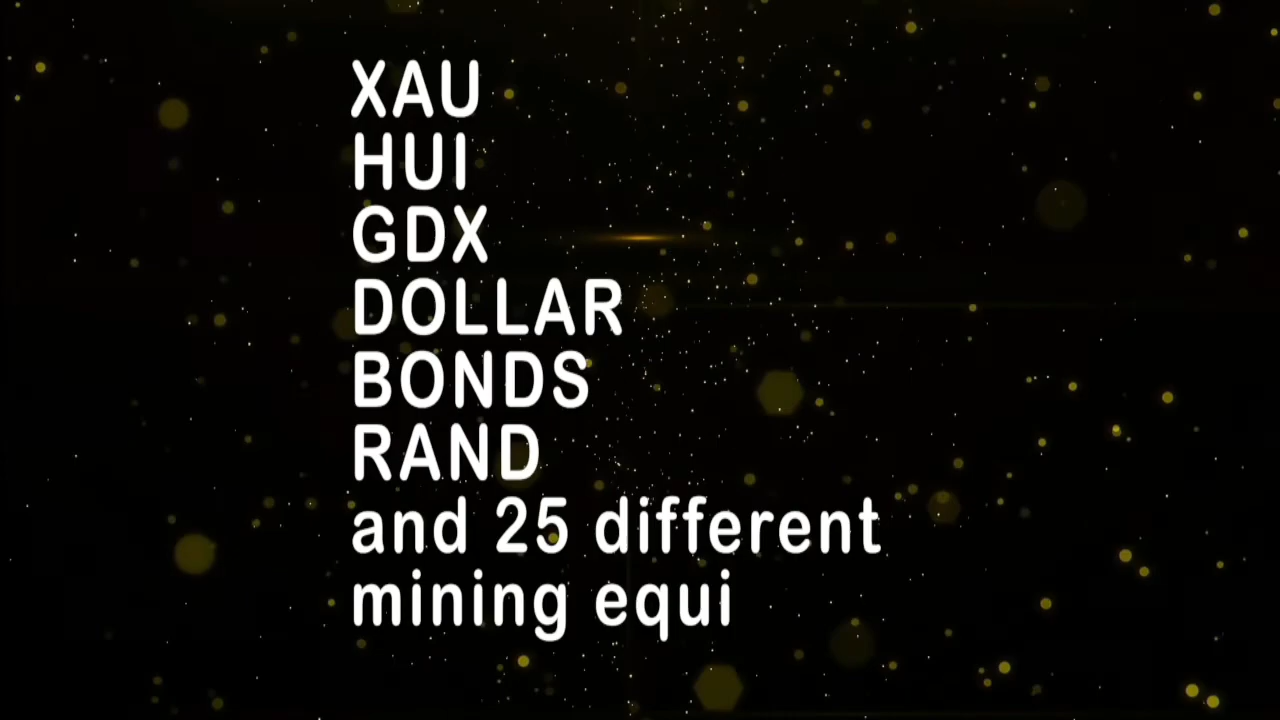 XAU
HUI
GDX
DOLLAR
BONDS
RAND
and 25 different
mining equi